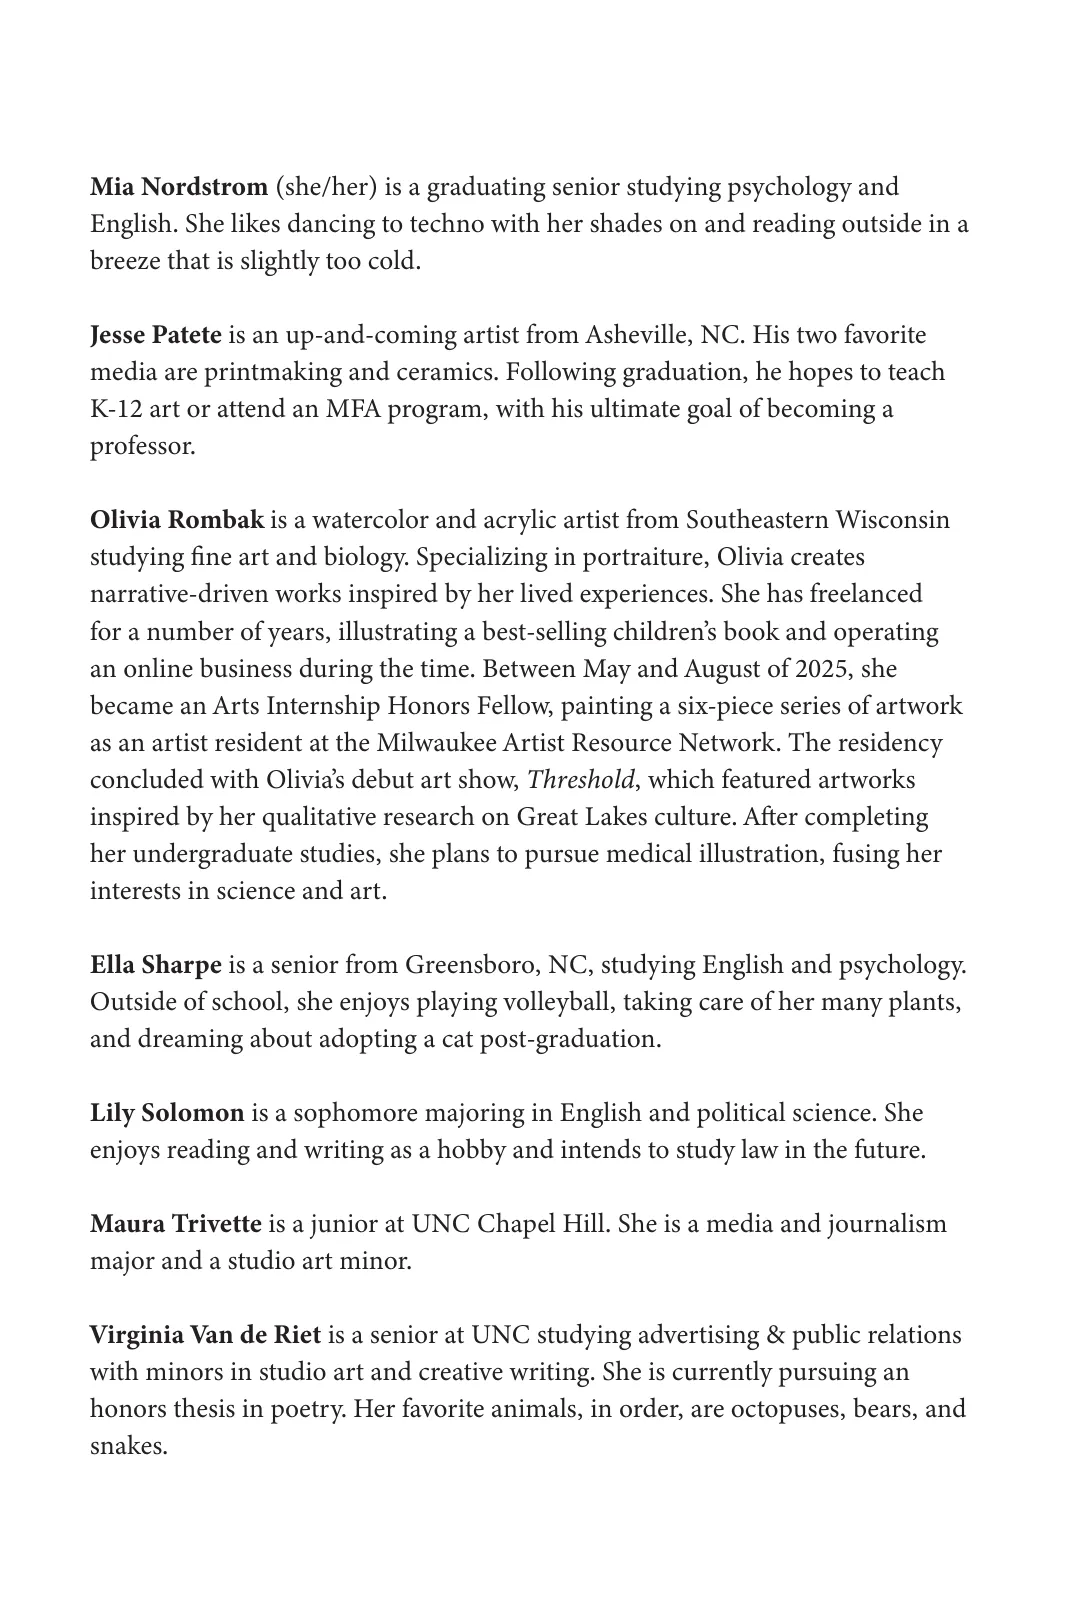 Mia Nordstrom (she/her) is a graduating senior studying psychology and
English. She likes dancing to techno with her shades on and reading outside in a
breeze that is slightly too cold.
Jesse Patete is an up-and-coming artist from Asheville, NC. His two favorite
media are printmaking and ceramics. Following graduation, he hopes to teach
K-12 art or attend an MFA program, with his ultimate goal of becoming a
professor.
Olivia Rombak is a watercolor and acrylic artist from Southeastern Wisconsin
studying fine art and biology. Specializing in portraiture, Olivia creates
narrative-driven works inspired by her lived experiences. She has freelanced
for a number of years, illustrating a best-selling children’s book and operating
an online business during the time. Between May and August of 2025, she
became an Arts Internship Honors Fellow, painting a six-piece series of artwork
as an artist resident at the Milwaukee Artist Resource Network. The residency
concluded with Olivia’s debut art show, Threshold, which featured artworks
inspired by her qualitative research on Great Lakes culture. After completing
her undergraduate studies, she plans to pursue medical illustration, fusing her
interests in science and art.
Ella Sharpe is a senior from Greensboro, NC, studying English and psychology.
Outside of school, she enjoys playing volleyball, taking care of her many plants,
and dreaming about adopting a cat post-graduation.
Lily Solomon is a sophomore majoring in English and political science. She
enjoys reading and writing as a hobby and intends to study law in the future.
Maura Trivette is a junior at UNC Chapel Hill. She is a media and journalism
major and a studio art minor.
Virginia Van de Riet is a senior at UNC studying advertising & public relations
with minors in studio art and creative writing. She is currently pursuing an
honors thesis in poetry. Her favorite animals, in order, are octopuses, bears, and
snakes.